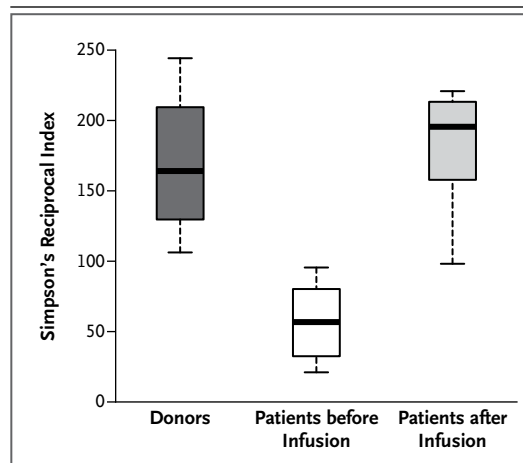 Simpson's Reciprocal Index
250
200
150
100
50
0
Donors
Patients before
Infusion
Patients after
Infusion